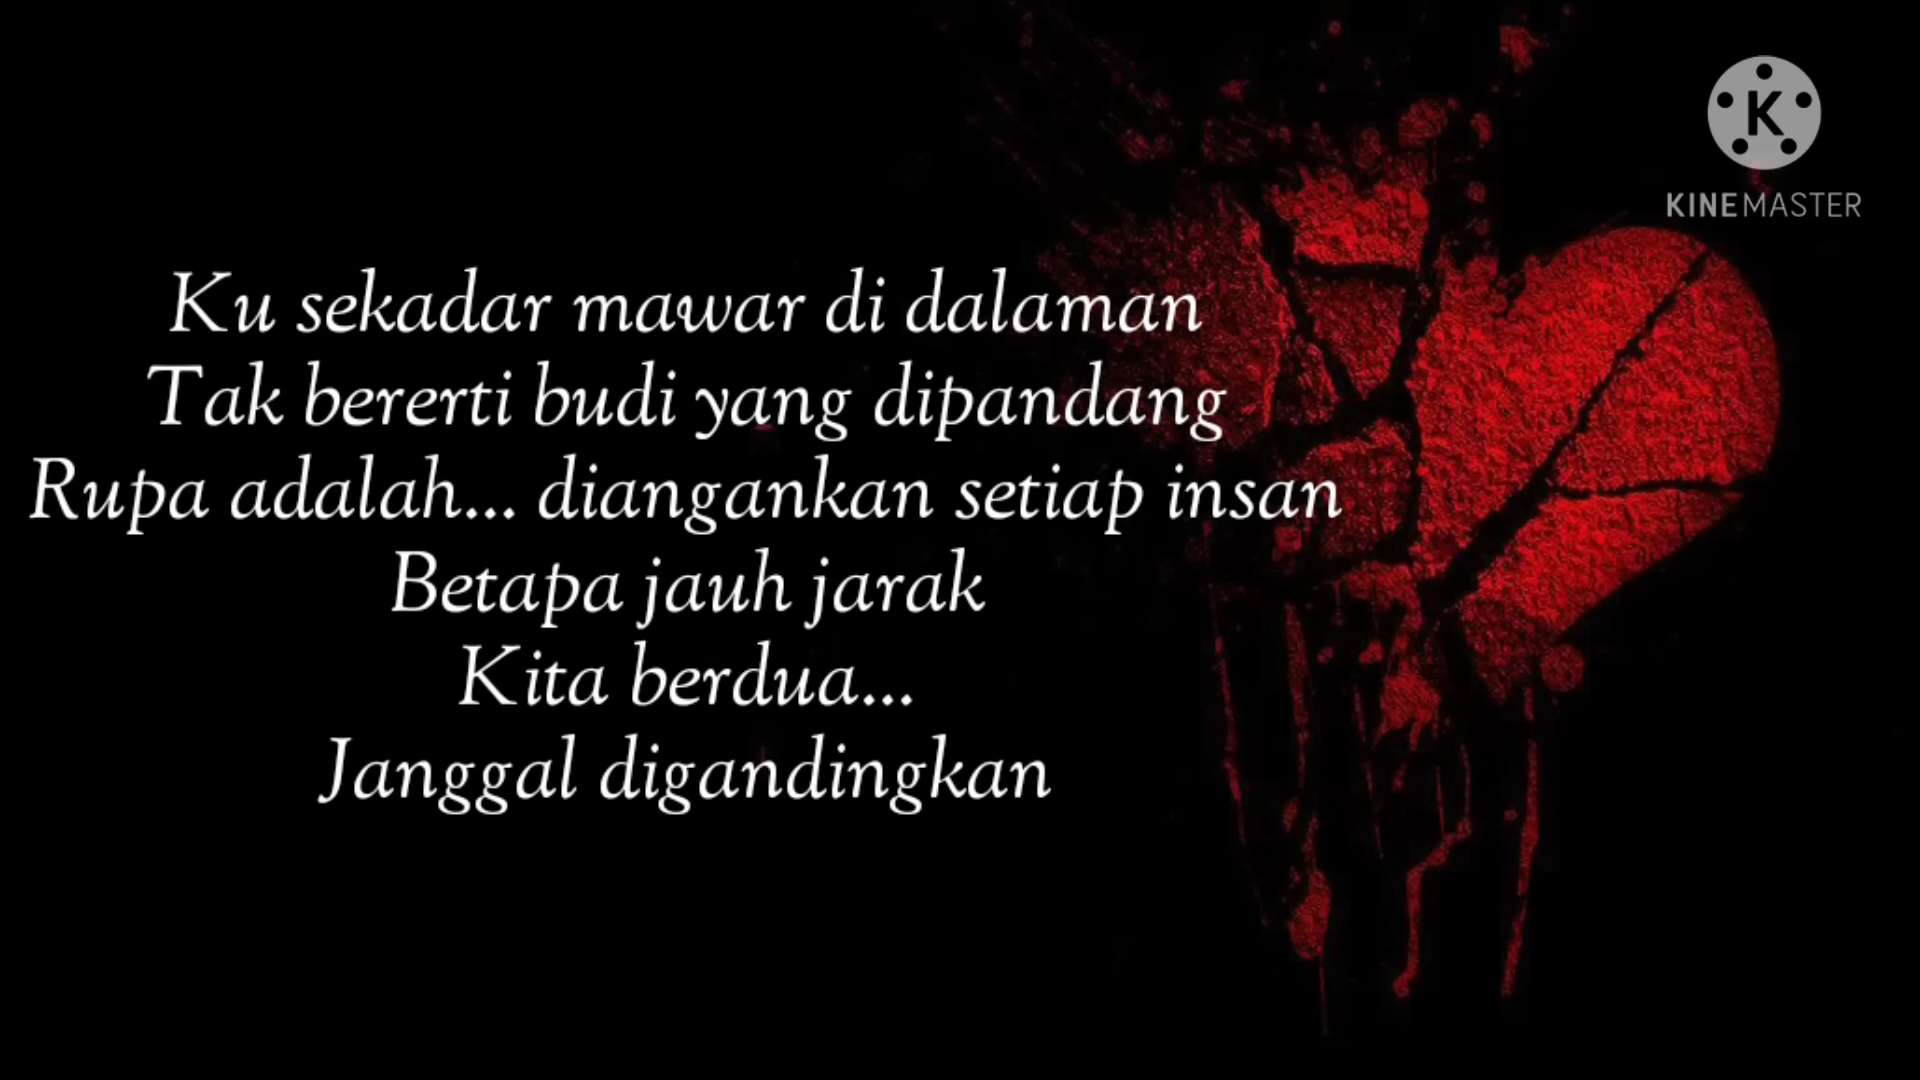 Ku sekadar mawar di dalaman
Tak bererti budi yang dipandang
Rupa adalah... diangankan setiap insan
Betapa jauh jarak
Kita berdua...
Janggal digandingkan
K
KINEMASTER